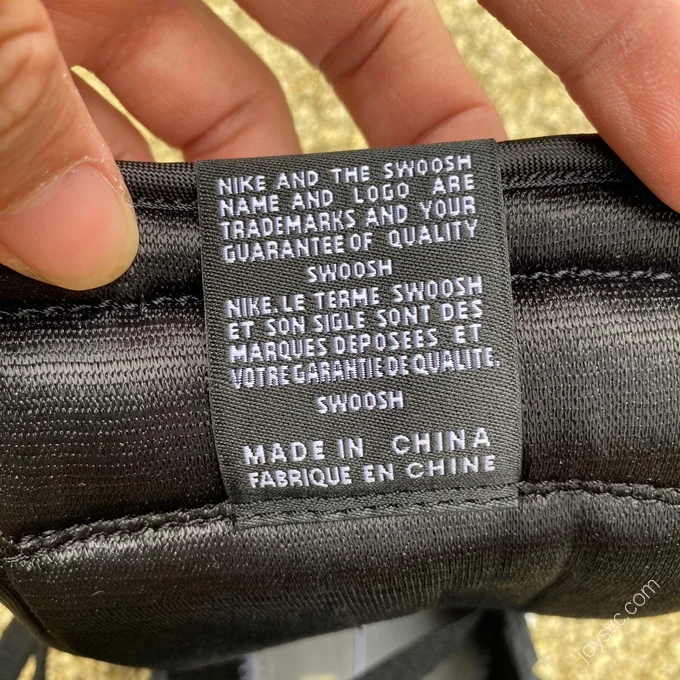 NIKE AND THE SWOOSH
NAME AND LOGO ARE
TRADEMARKS AND YOUR
GUARANTEE OF QUALITY
SWOOSH
NIKE.LE TERME SWOOSH
ET SON SIGLE SONT DES
MARQUES DEPOSEES ET
VOTRE GARANTIE DE QUALITE.
SWOOSH
MADE IN CHINA
FABRIQUE EN CHINE
joysvc.com